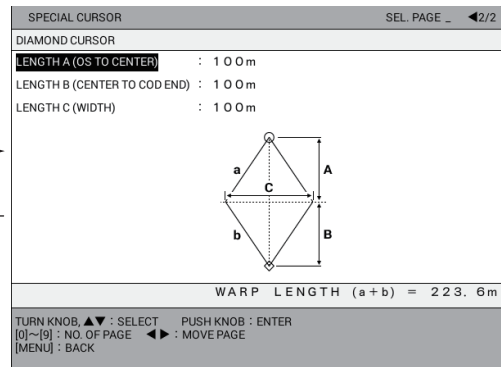 SPECIAL CURSOR SEL. PAGE _ ◀2/2
DIAMOND CURSOR
LENGTH A (OS TO CENTER) : 100m
LENGTH B (CENTER TO COD END) : 100m
LENGTH C (WIDTH) : 100m
a A
C
b B
WARP LENGTH (a+b) = 223. 6m
TURN KNOB, ▲▼ : SELECT PUSH KNOB : ENTER
[0]~[9] : NO. OF PAGE ◀ ▶ : MOVE PAGE
[MENU] : BACK